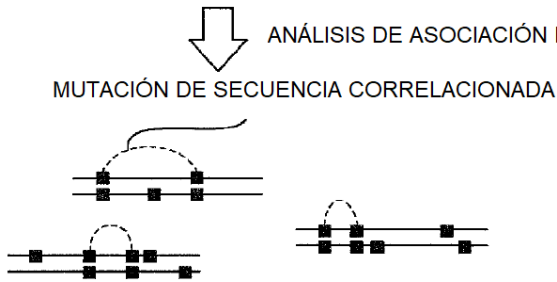 ANÁLISIS DE ASOCIACIÓN
MUTACIÓN DE SECUENCIA CORRELACIONADA